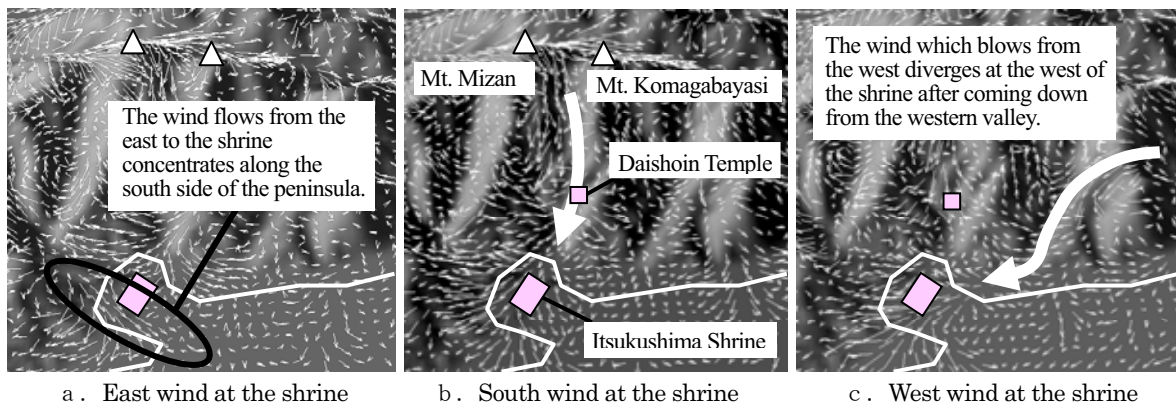 The wind flows from the
east to the shrine
concentrates along the
south side of the peninsula.
a. East wind at the shrine
Mt. Mizan
Mt. Komagabayasi
Daishoin Temple
Itsukushima Shrine
b. South wind at the shrine
The wind which blows from
the west diverges at the west of
the shrine after coming down
from the western valley.
c. West wind at the shrine